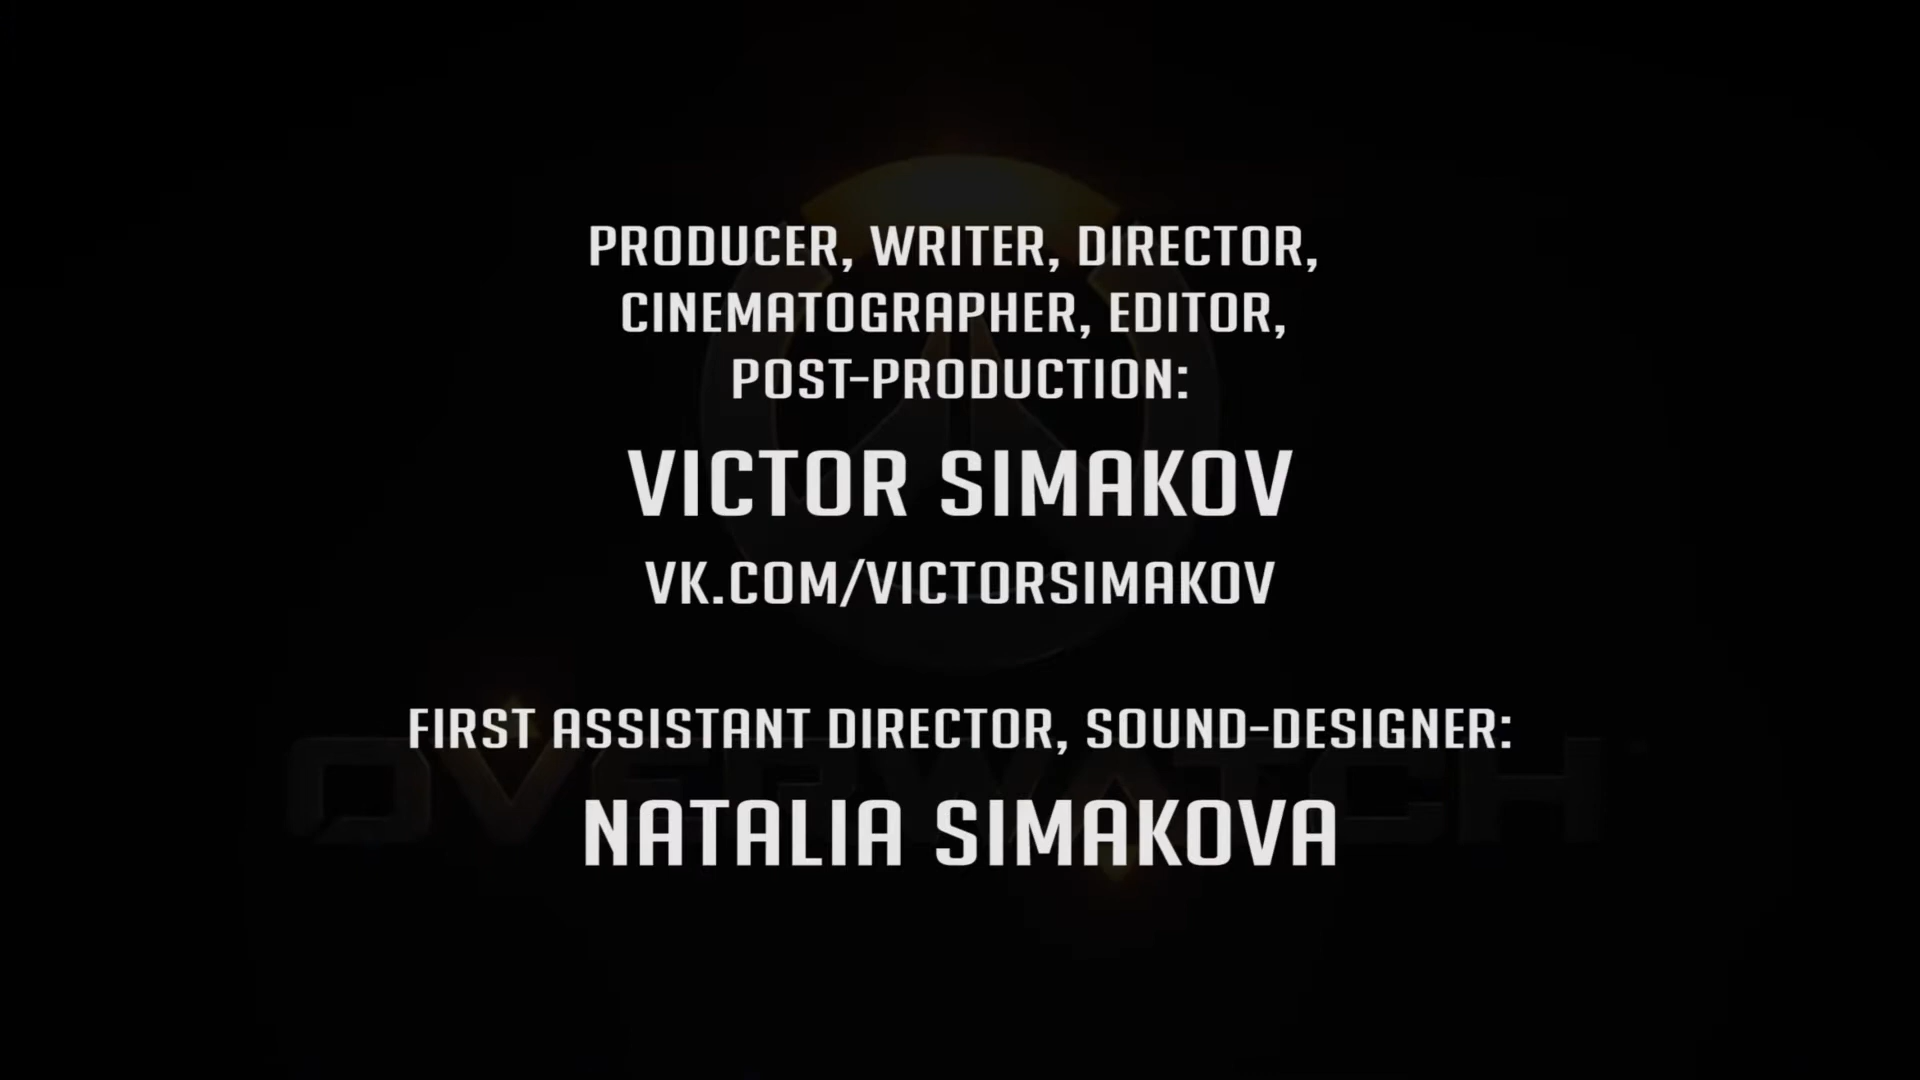 PRODUCER, WRITER, DIRECTOR,
CINEMATOGRAPHER, EDITOR,
POST-PRODUCTION:
VICTOR SIMAKOV
VK.COM/VICTORSIMAKOV
FIRST ASSISTANT DIRECTOR, SOUND-DESIGNER:
OVERWATCH
NATALIA SIMAKOVA